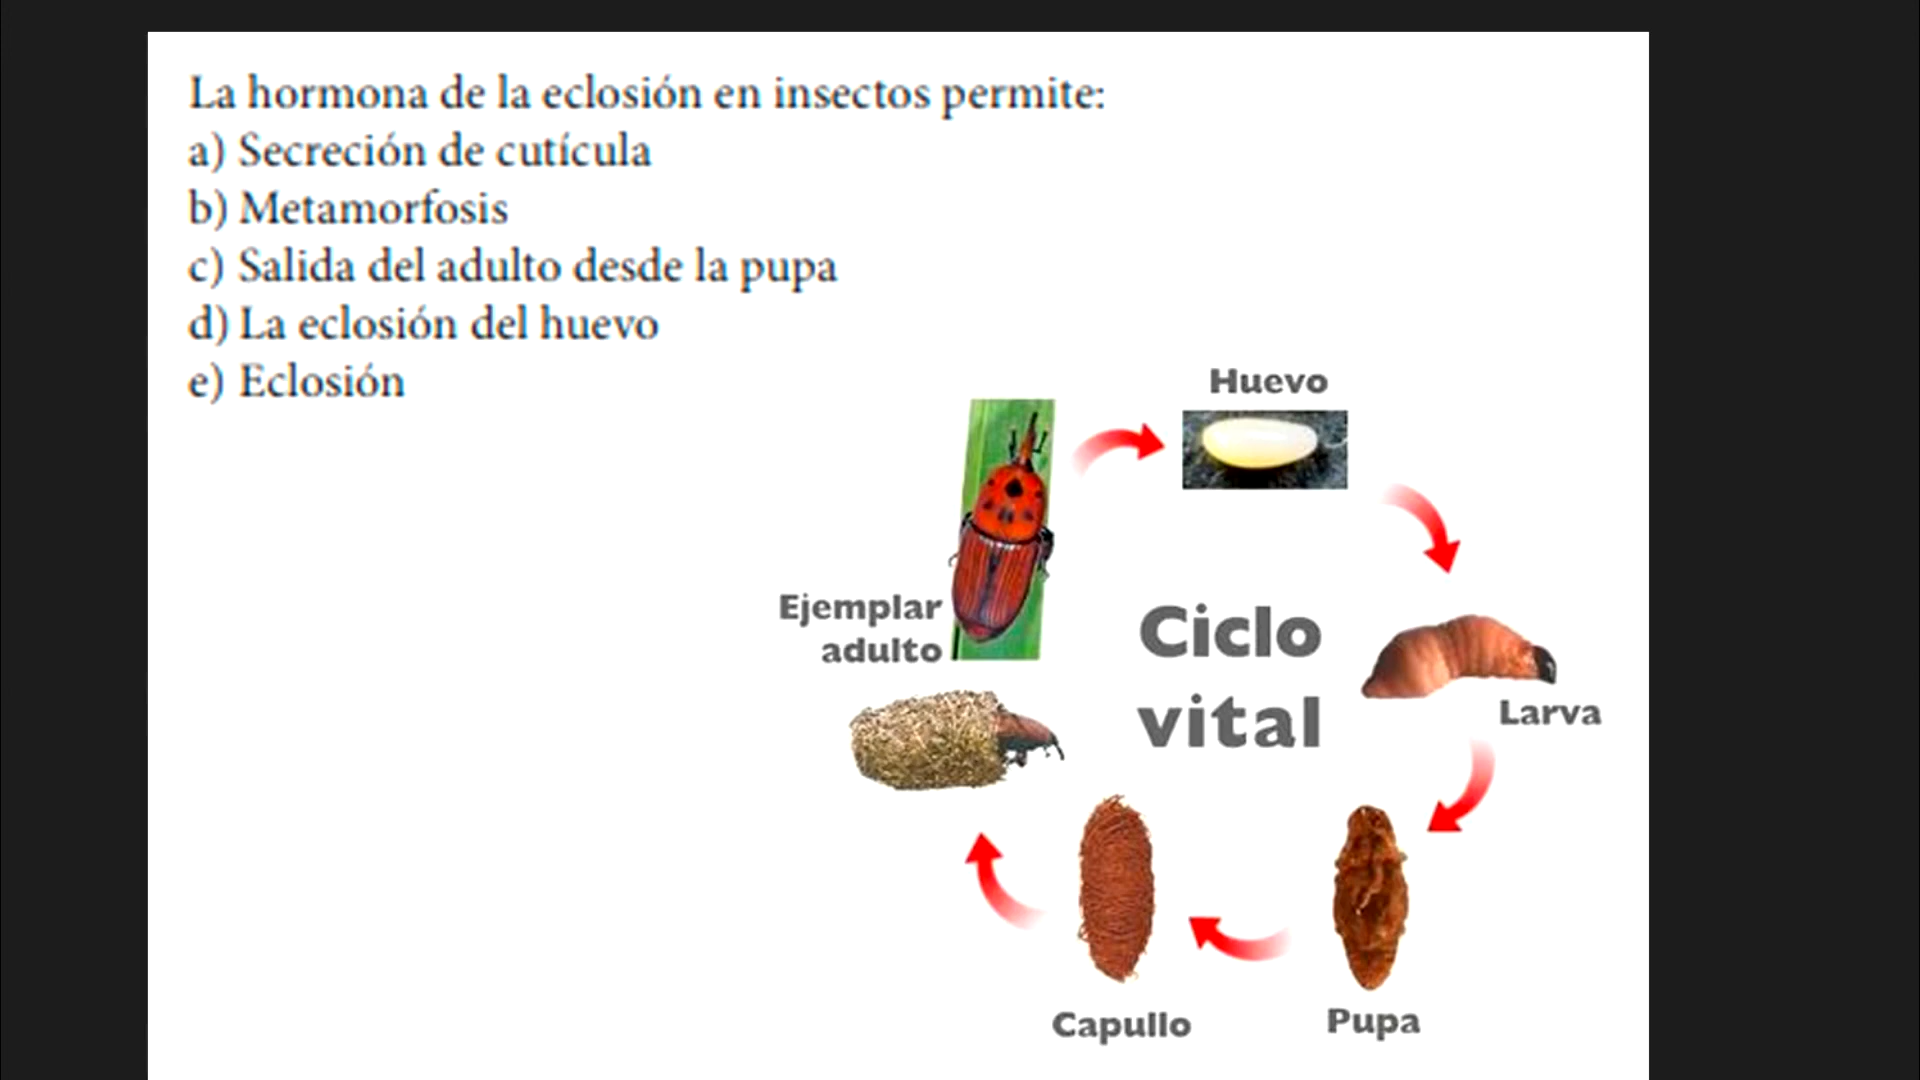 La hormona de la eclosión en insectos permite:
a) Secreción de cutícula
b) Metamorfosis
c) Salida del adulto desde la pupa
d) La eclosión del huevo
e) Eclosión
Huevo
Ejemplar
adulto
Ciclo
vital
Larva
Capullo
Pupa